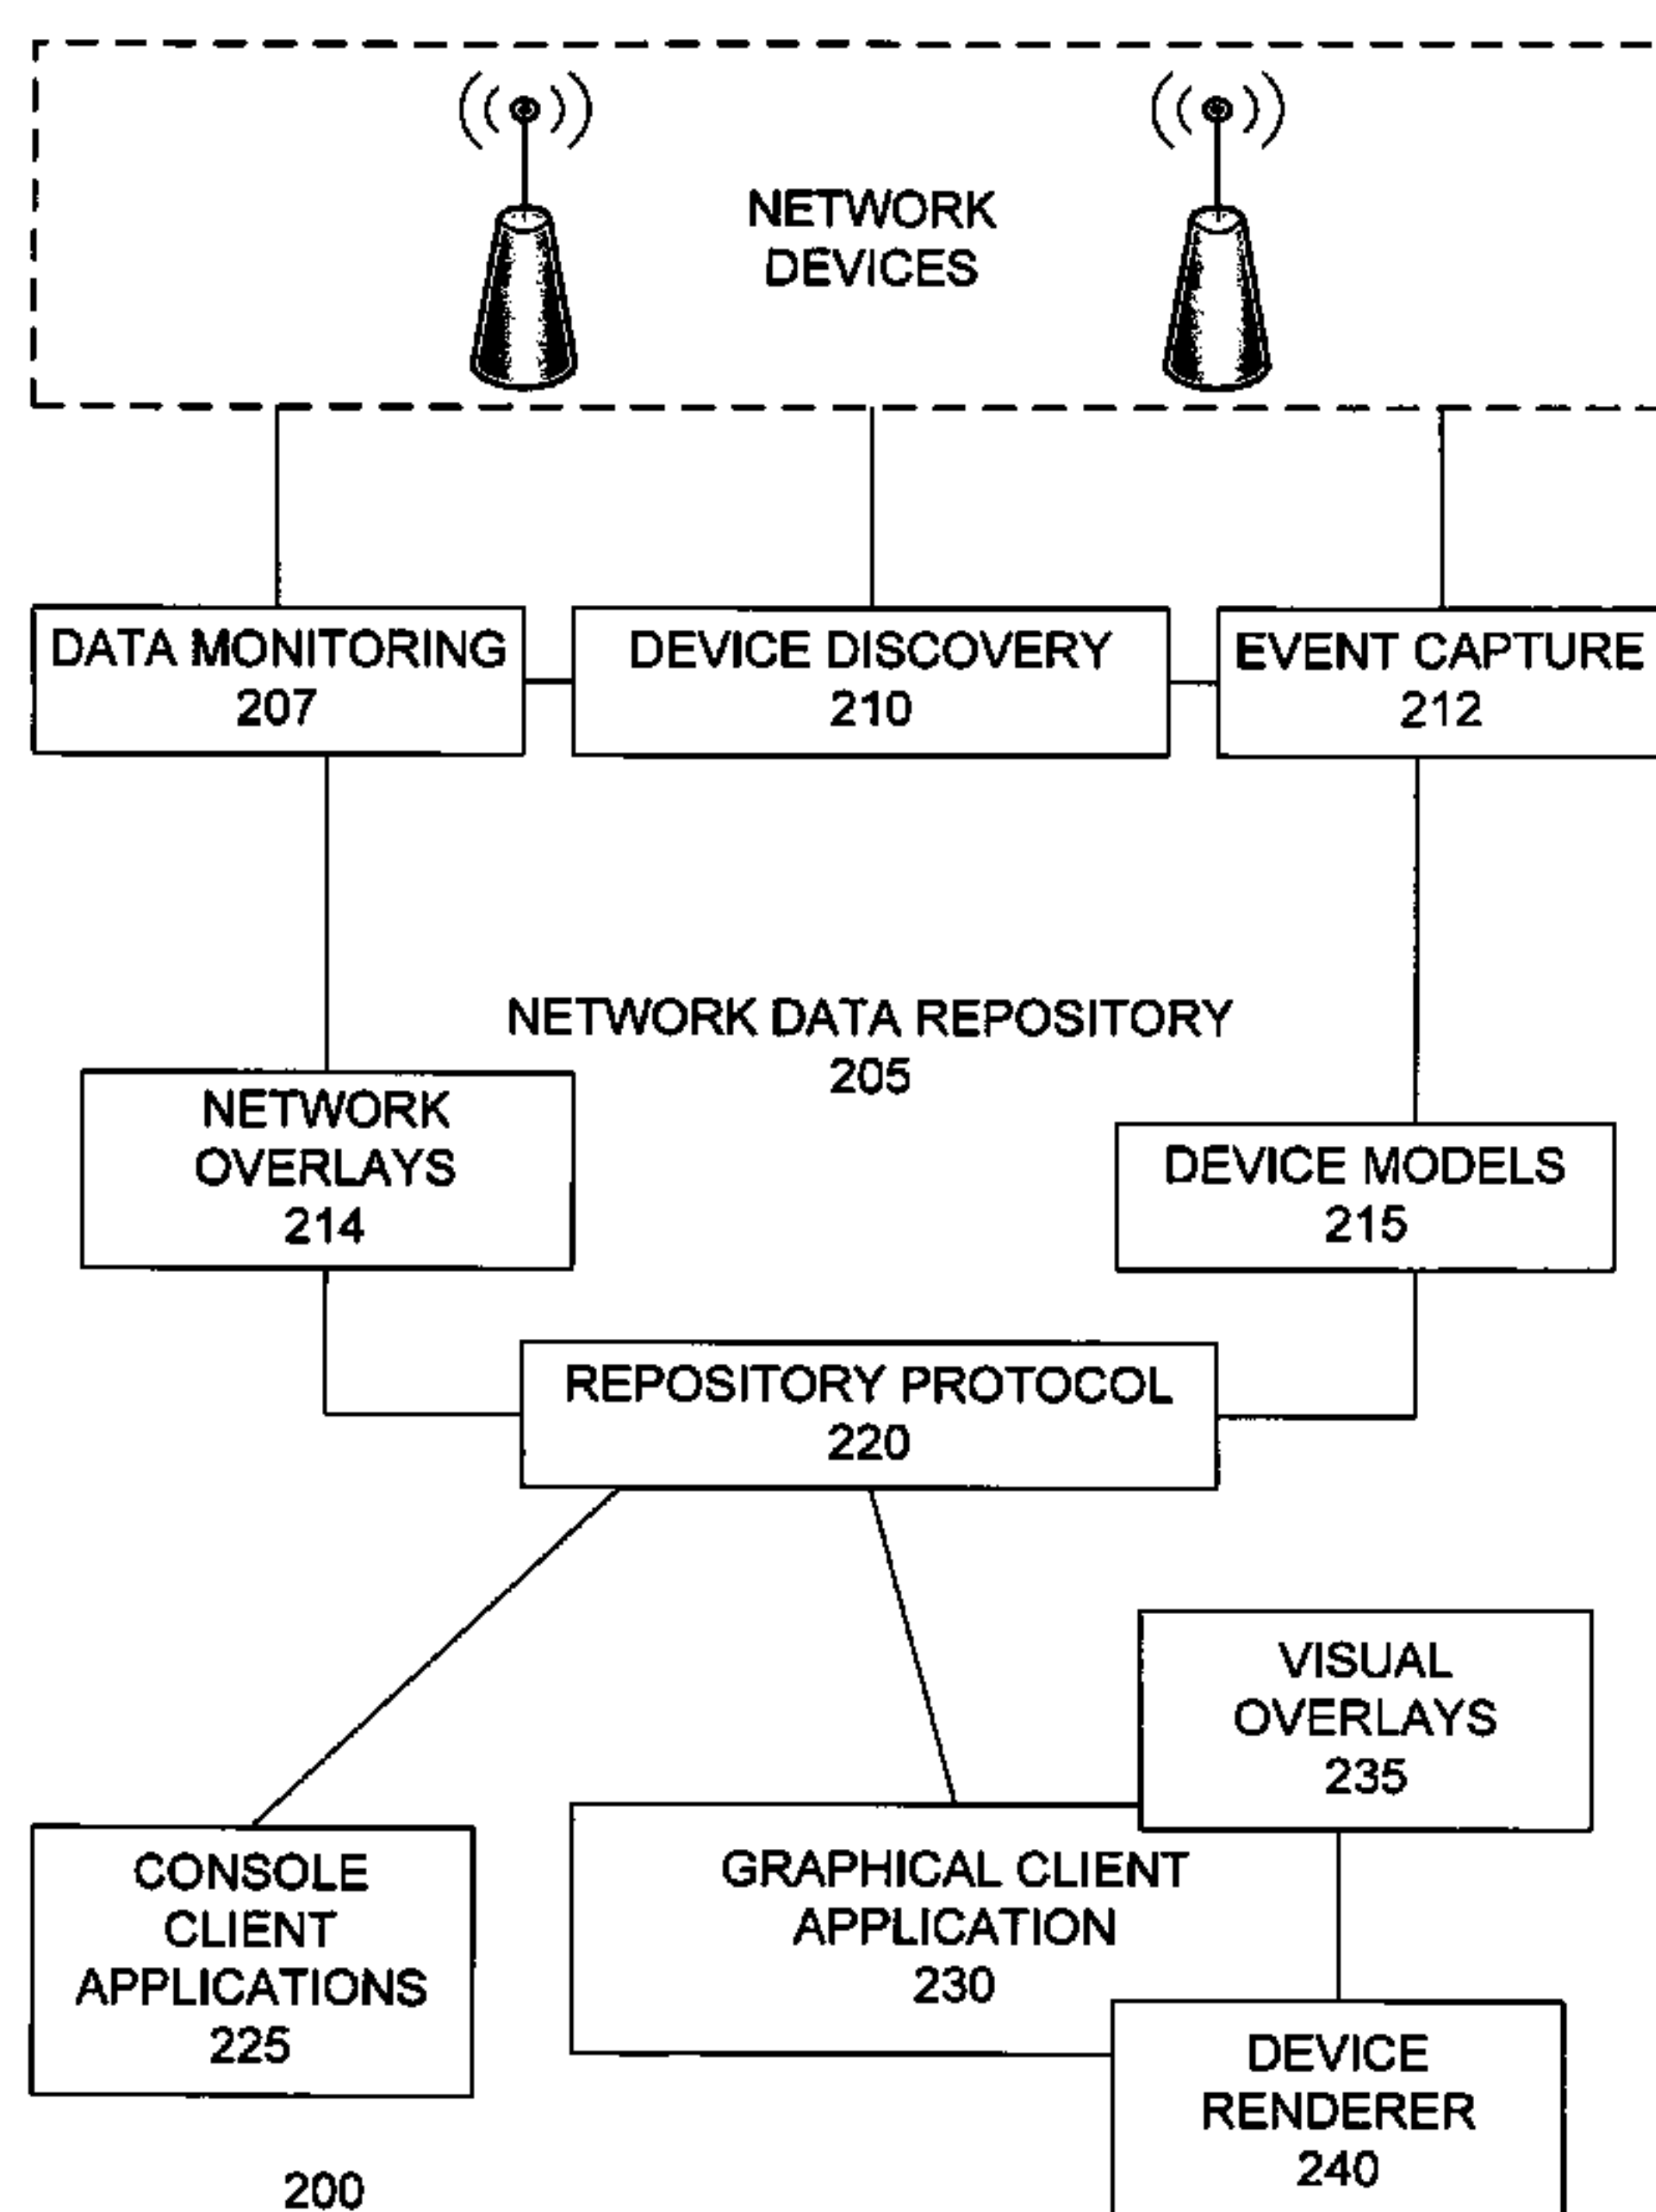 NETWORK
DEVICES
DATA MONITORING
207
DEVICE DISCOVERY
210
EVENT CAPTURE
212
NETWORK DATA REPOSITORY
205
NETWORK
OVERLAYS
214
DEVICE MODELS
215
REPOSITORY PROTOCOL
220
VISUAL
OVERLAYS
235
CONSOLE
CLIENT
APPLICATIONS
225
GRAPHICAL CLIENT
APPLICATION
230
DEVICE
RENDERER
240
200